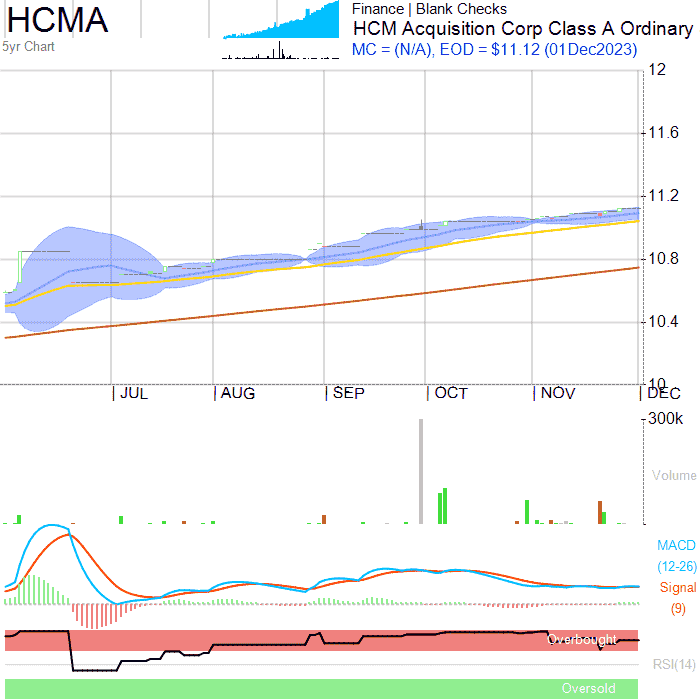 HCMA
5yr Chart
Finance | Blank Checks
HCM Acquisition Corp Class A Ordinary
MC = (N/A), EOD = $11.12 (01Dec2023)
12
11.6
11.2
10.8
10.4
10
JUL AUG SEP OCT NOV DEC
300k
Volume
MACD
(12-26)
Signal
(9)
Overbought
RSI(14)
Oversold